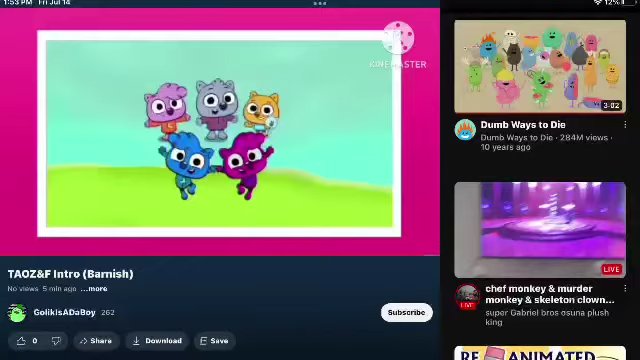 1:53 PM Fri Jul 14
12%
KINEMASTER
TAOZ&F Intro (Barnish)
No views 5 min ago ...more
GolikIsADaBoy 262
Subscribe
0
Share
Download
Save
3:02
Dumb Ways to Die
Dumb Ways to Die · 284M views ·
10 years ago
LIVE
LIVE
chef monkey & murder
monkey & skeleton clown...
super Gabriel bros osuna plush
king
RE ANIMATED